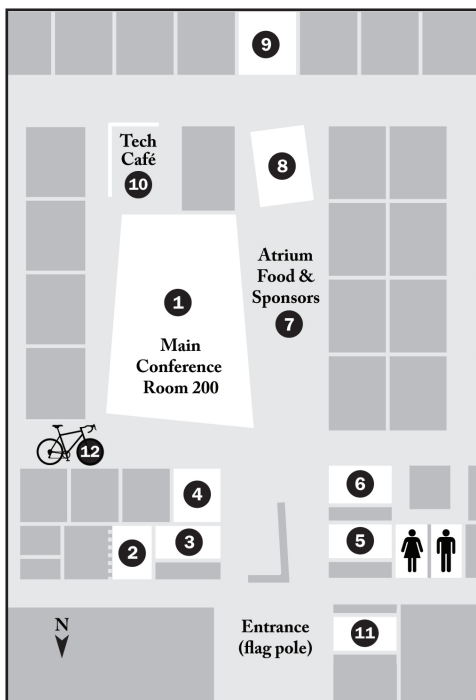 9
Tech
Café
10
8
Atrium
Food &
Sponsors
7
1
Main
Conference
Room 200
12
4
6
2
3
5
N
Entrance
(flag pole)
11